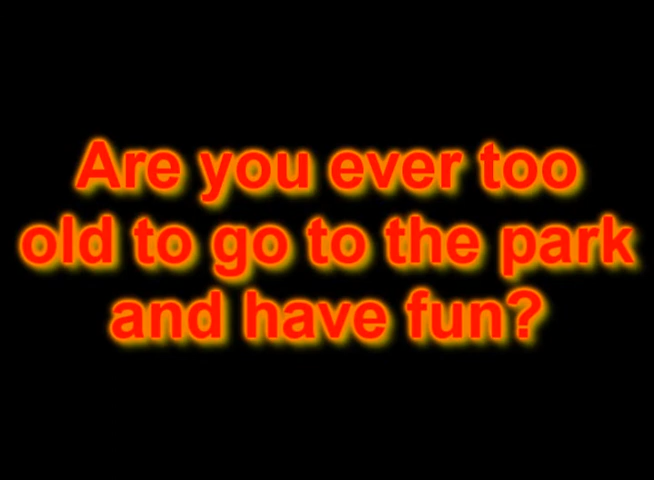 Are you ever too
old to go to the park
and have fun?